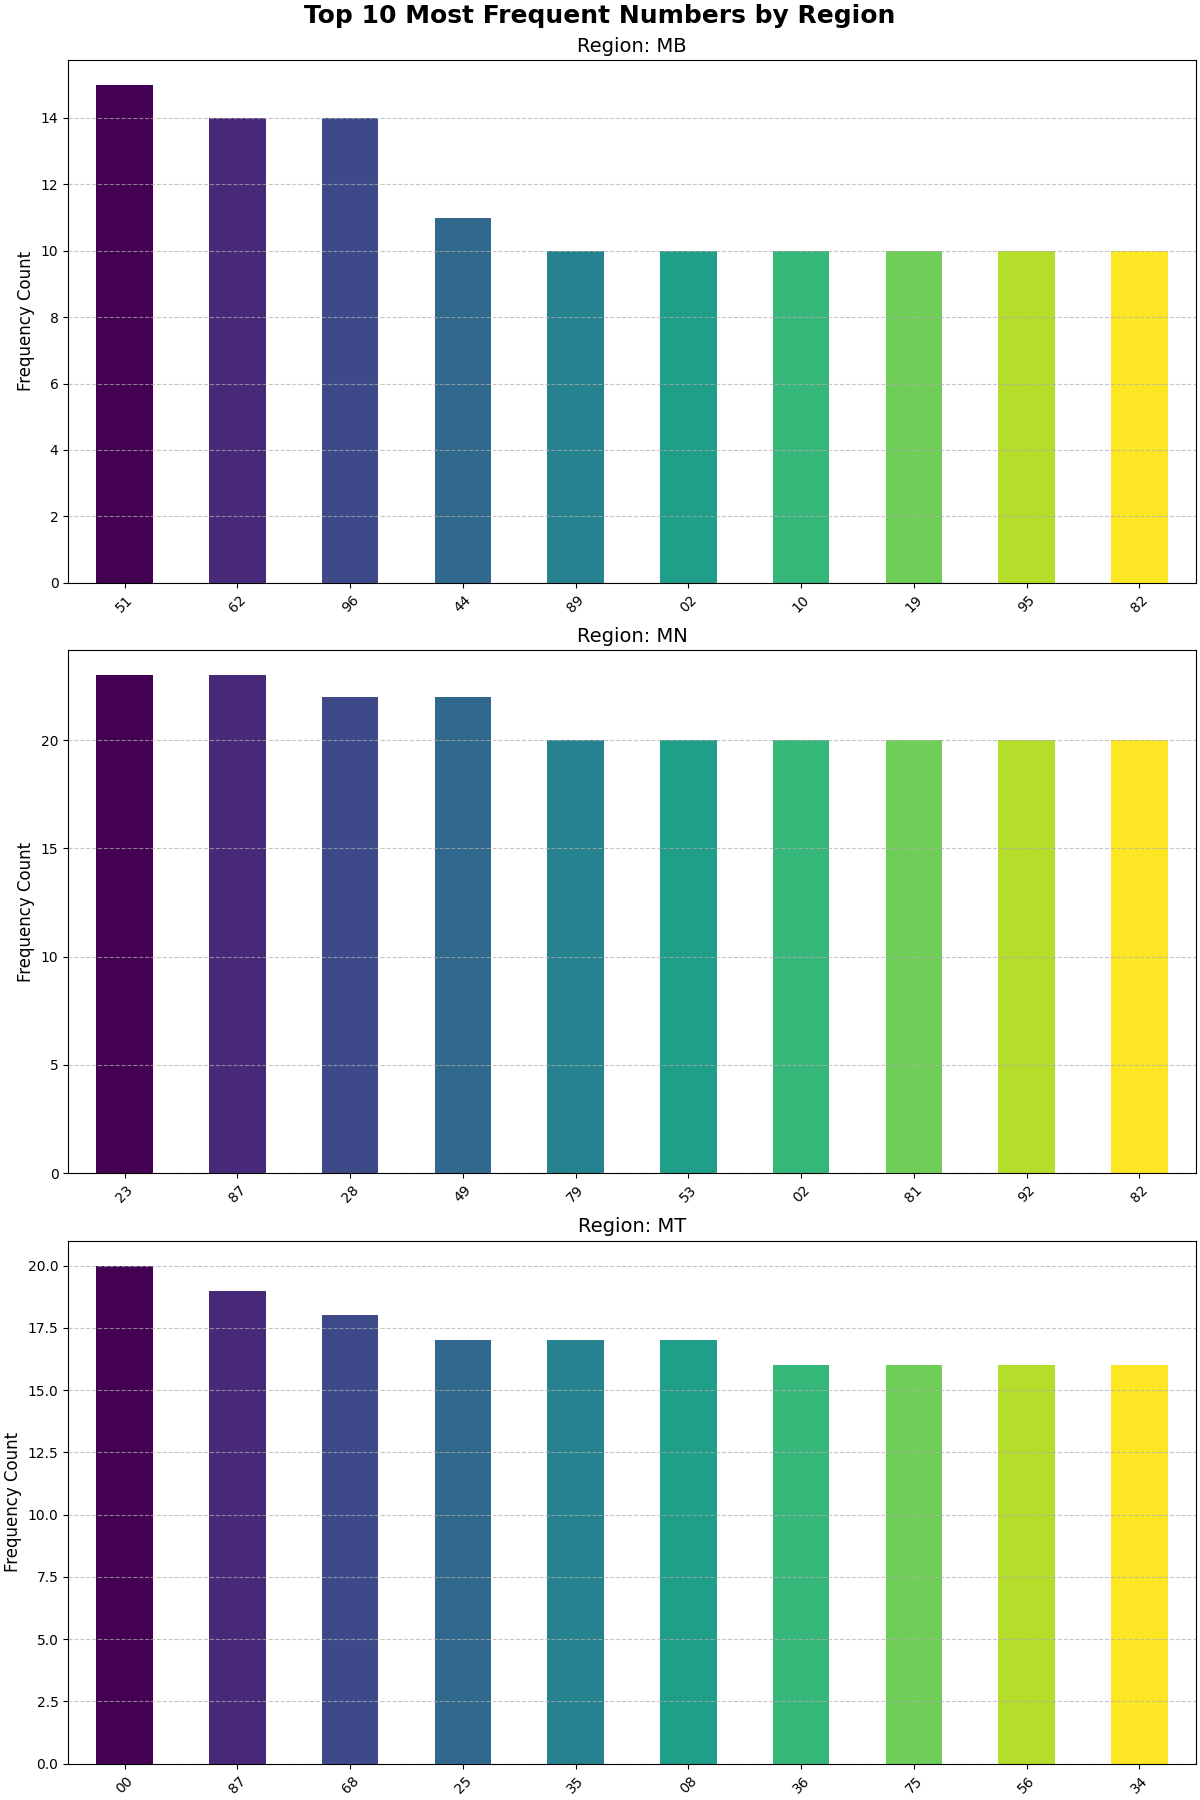 Top 10 Most Frequent Numbers by Region
Region: MB
Frequency Count
14
12
10
8
6
4
2
0
51 62 96 44 89 02 10 19 95 82
Region: MN
Frequency Count
20
15
10
5
0
23 87 28 49 79 53 02 81 92 82
Region: MT
Frequency Count
20.0
17.5
15.0
12.5
10.0
7.5
5.0
2.5
0.0
00 87 68 25 35 08 36 75 56 34